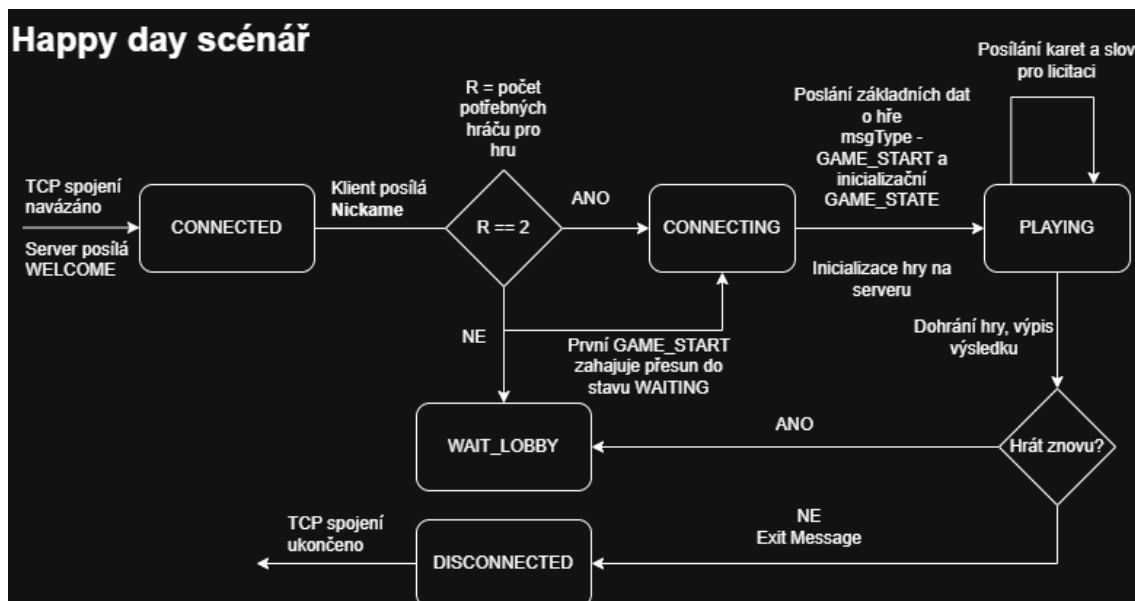 Happy day scénář
Posílání karet a slov
pro licitaci
R = počet
potřebných
hráču pro
hru
Poslání základních dat
o hře
msgType -
GAME_START a
inicializační
GAME_STATE
TCP spojení
navázáno
Server posílá
WELCOME
CONNECTED
Klient posílá
Nickame
R == 2
ANO
CONNECTING
PLAYING
Inicializace hry na
serveru
NE
První GAME_START
zahajuje přesun do
stavu WAITING
Dohrání hry, výpis
výsledku
WAIT_LOBBY
ANO
Hrát znovu?
NE
Exit Message
TCP spojení
ukončeno
DISCONNECTED